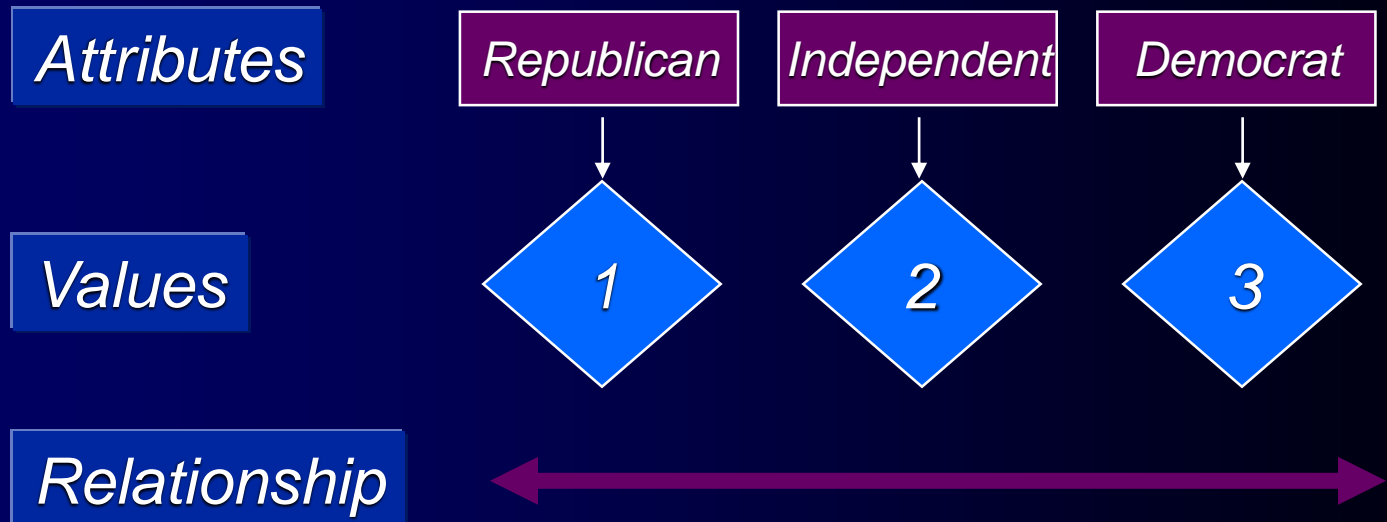 Attributes
Republican
Independent
Democrat
Values
1
2
3
Relationship